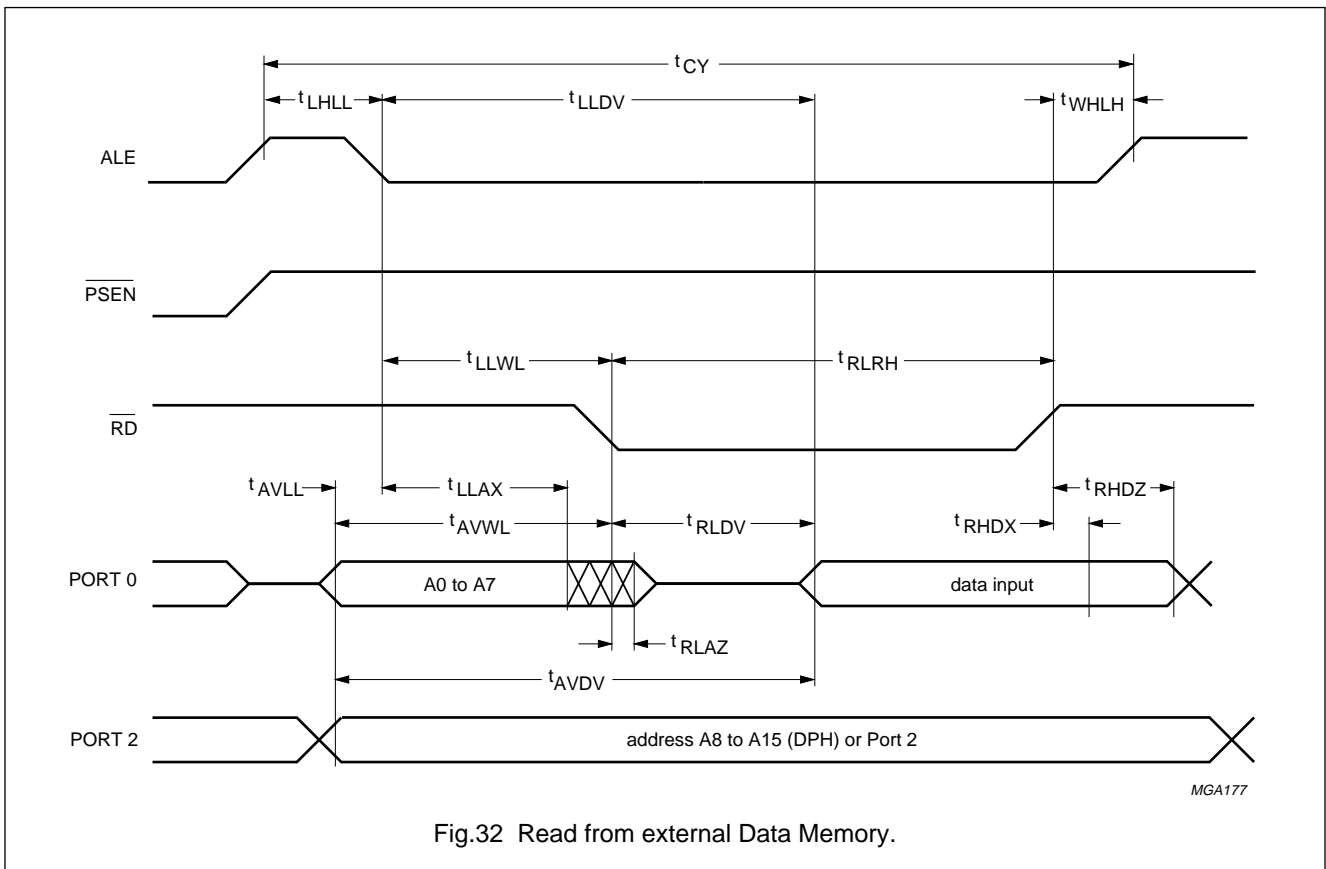 tCY
tLHLL tLLDV tWHLH
ALE
PSEN
tLLWL tRLRH
RD
tAVLL tLLAX tRHDZ
tAVWL tRLDV tRHDX
PORT 0 A0 to A7 data input
tRLAZ
tAVDV
PORT 2 address A8 to A15 (DPH) or Port 2
MGA177
Fig.32 Read from external Data Memory.